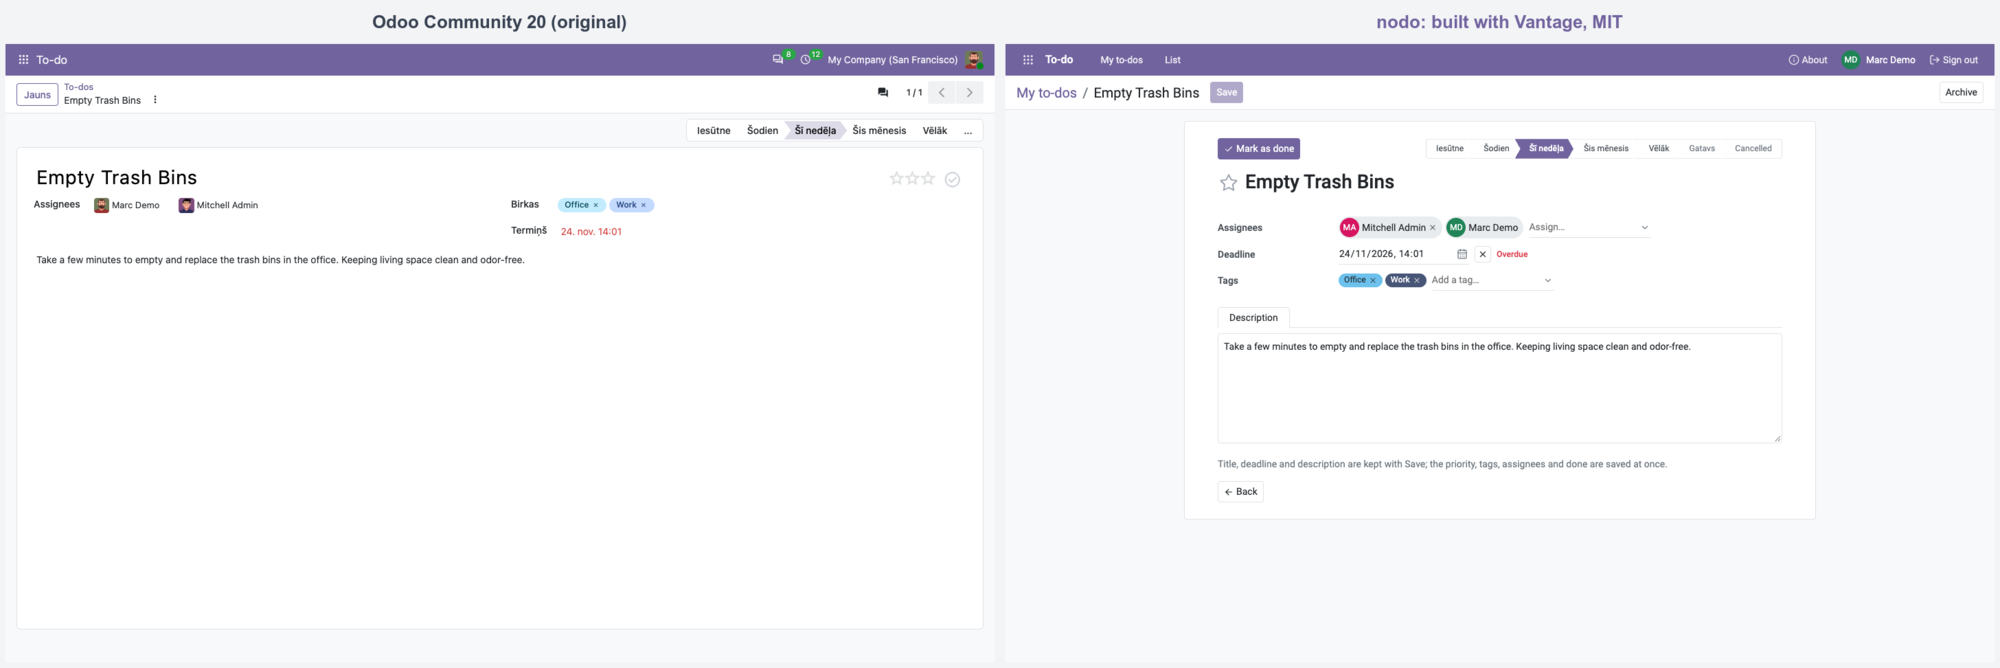 Odoo Community 20 (original)
To-do
8
12
My Company (San Francisco)
Jauns
To-dos
Empty Trash Bins
1 / 1
Iesūtne
Šodien
Šī nedēļa
Šis mēnesis
Vēlāk
...
Empty Trash Bins
Assignees
Marc Demo
Mitchell Admin
Birkas
Office ×
Work ×
Termiņš
24. nov. 14:01
Take a few minutes to empty and replace the trash bins in the office. Keeping living space clean and odor-free.
nodo: built with Vantage, MIT
To-do
My to-dos
List
About
MD
Marc Demo
Sign out
My to-dos / Empty Trash Bins
Save
Archive
Mark as done
Iesūtne
Šodien
Šī nedēļa
Šis mēnesis
Vēlāk
Gatavs
Cancelled
Empty Trash Bins
Assignees
MA Mitchell Admin ×
MD Marc Demo
Assign...
Deadline
24/11/2026, 14:01
×
Overdue
Tags
Office ×
Work ×
Add a tag...
Description
Take a few minutes to empty and replace the trash bins in the office. Keeping living space clean and odor-free.
Title, deadline and description are kept with Save; the priority, tags, assignees and done are saved at once.
← Back